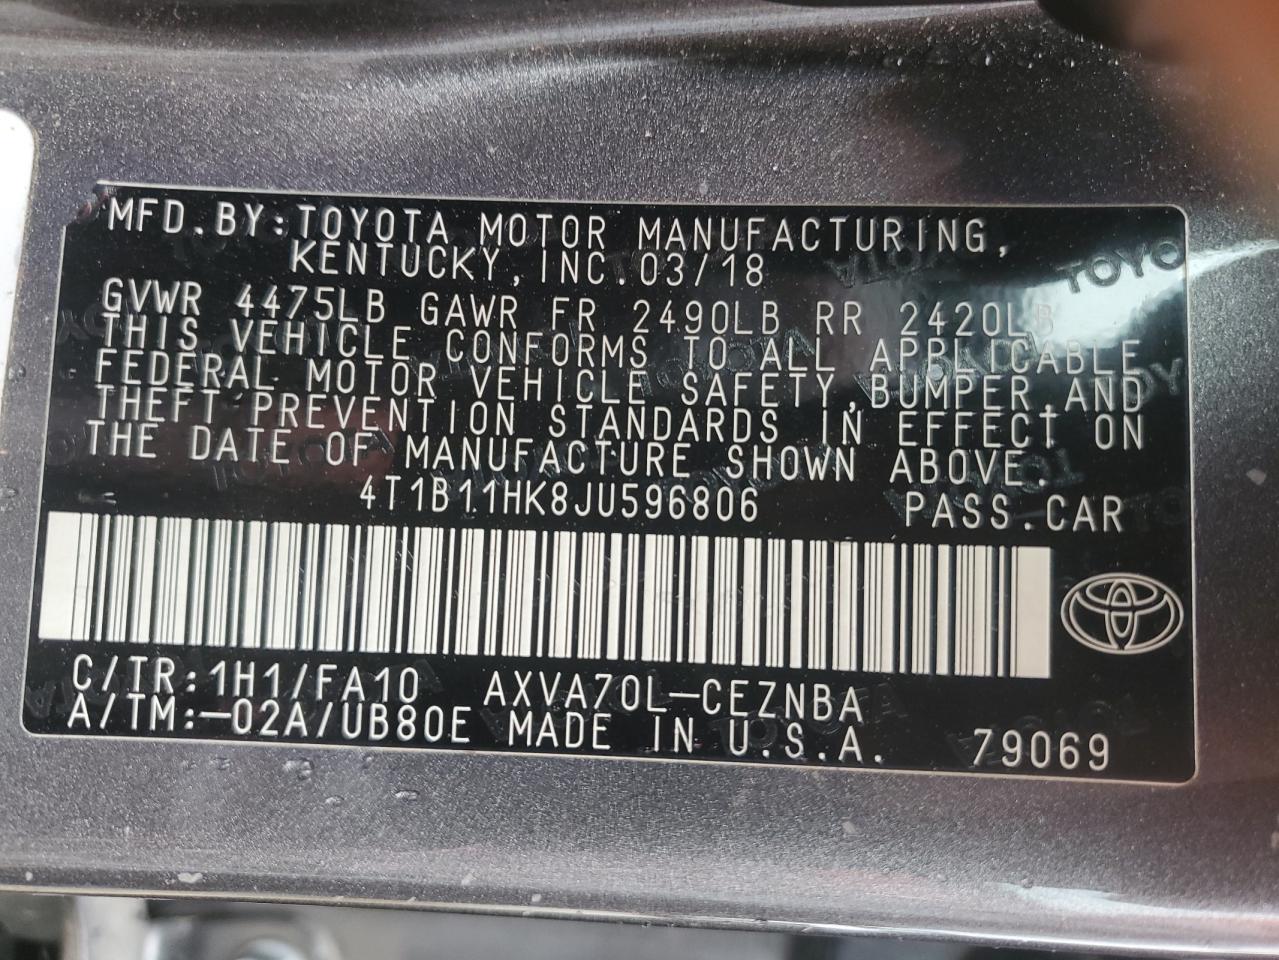 MFD.BY:TOYOTA MOTOR MANUFACTURING,
KENTUCKY, INC.03/18
GVWR 4475LB GAWR FR 2490LB RR 2420LB
THIS VEHICLE CONFORMS TO ALL APPLICABLE
FEDERAL MOTOR VEHICLE SAFETY,BUMPER,AND
THEFT PREVENTION STANDARDS IN EFFECT ON
THE DATE OF MANUFACTURE SHOWN ABOVE.
4T1B11HK8JU596806 PASS.CAR
C/TR:1H1/FA10 AXVA70L-CEZNBA
A/TM:-02A/UB80E MADE IN U.S.A. 79069